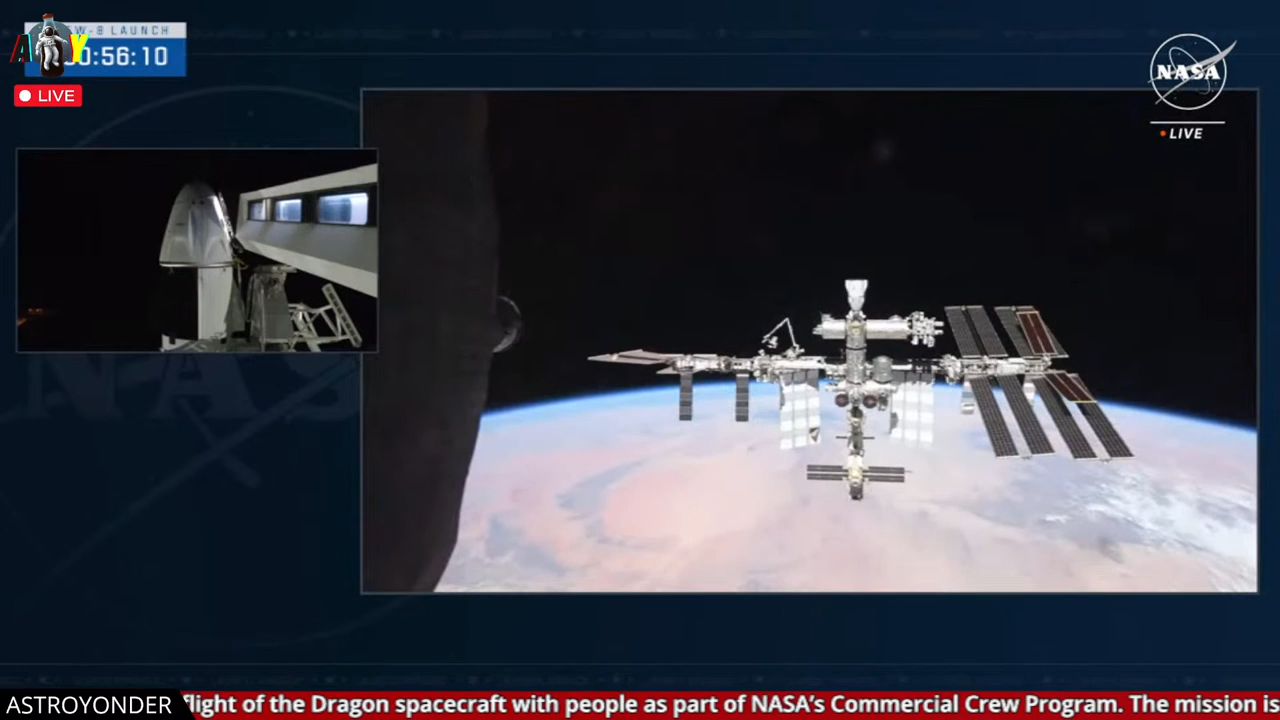 W-8 LAUNCH
A Y
0:56:10
LIVE
NASA
LIVE
NAS
ASTROYONDER
flight of the Dragon spacecraft with people as part of NASA's Commercial Crew Program. The mission is